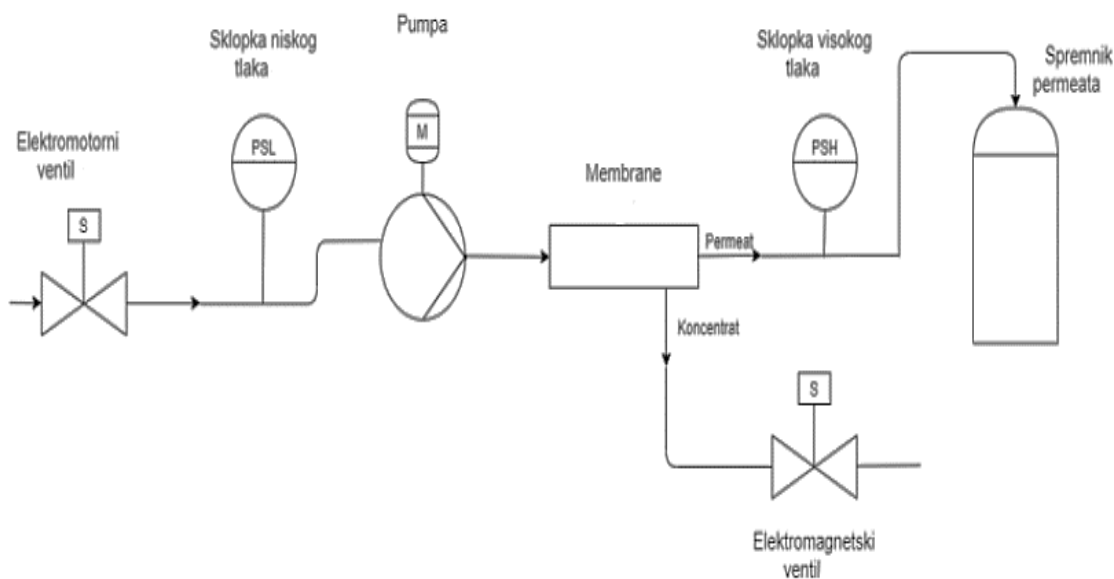 Elektromotorni
ventil
S
Sklopka niskog
tlaka
PSL
Pumpa
M
Membrane
Permeat
Koncentrat
Sklopka visokog
tlaka
PSH
Spremnik
permeata
S
Elektromagnetski
ventil